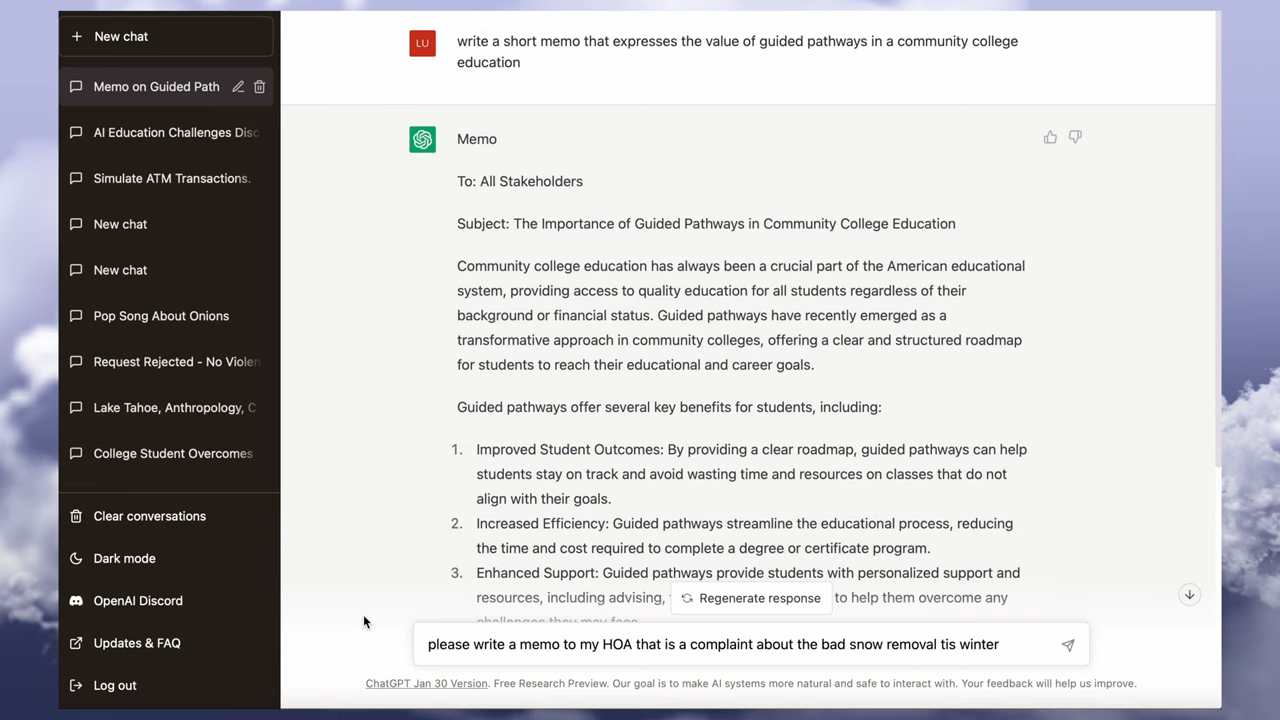 New chat
Memo on Guided Path
AI Education Challenges Disc
Simulate ATM Transactions.
New chat
New chat
Pop Song About Onions
Request Rejected - No Violen
Lake Tahoe, Anthropology, C
College Student Overcomes
Clear conversations
Dark mode
OpenAI Discord
Updates & FAQ
Log out
LU
write a short memo that expresses the value of guided pathways in a community college
education
Memo
To: All Stakeholders
Subject: The Importance of Guided Pathways in Community College Education
Community college education has always been a crucial part of the American educational
system, providing access to quality education for all students regardless of their
background or financial status. Guided pathways have recently emerged as a
transformative approach in community colleges, offering a clear and structured roadmap
for students to reach their educational and career goals.
Guided pathways offer several key benefits for students, including:
1. Improved Student Outcomes: By providing a clear roadmap, guided pathways can help
students stay on track and avoid wasting time and resources on classes that do not
align with their goals.
2. Increased Efficiency: Guided pathways streamline the educational process, reducing
the time and cost required to complete a degree or certificate program.
3. Enhanced Support: Guided pathways provide students with personalized support and
resources, including advising, to help them overcome any
challenges they may face
Regenerate response
please write a memo to my HOA that is a complaint about the bad snow removal tis winter
ChatGPT Jan 30 Version. Free Research Preview. Our goal is to make AI systems more natural and safe to interact with. Your feedback will help us improve.